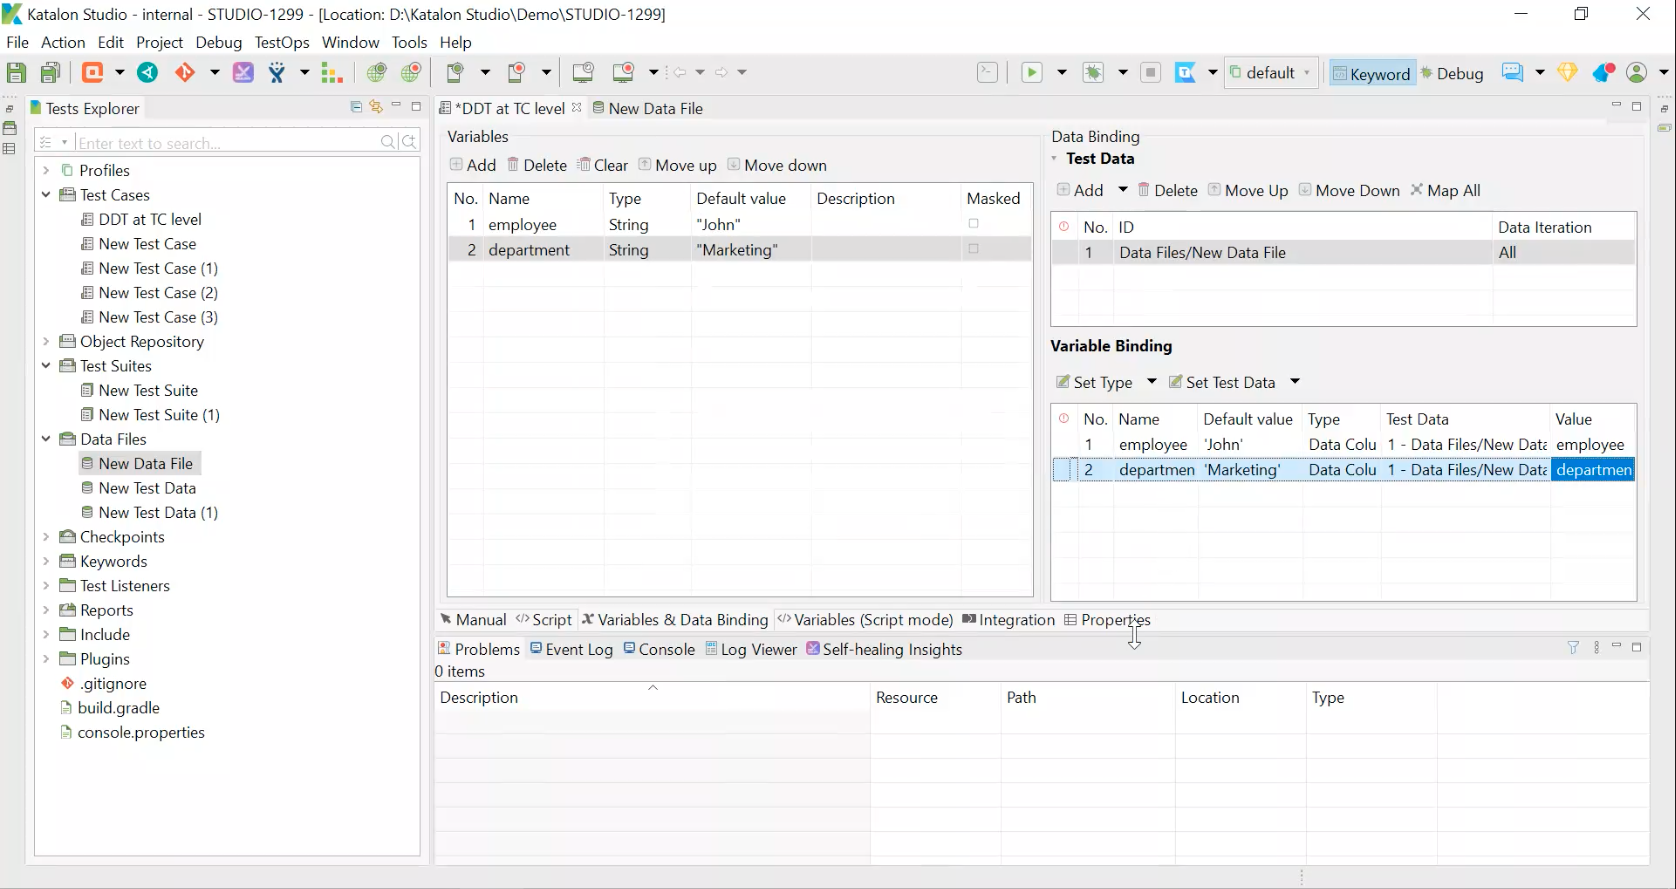 Katalon Studio - internal - STUDIO-1299 - [Location: D:\Katalon Studio\Demo\STUDIO-1299]
File Action Edit Project Debug TestOps Window Tools Help
default Keyword Debug
Tests Explorer
Enter text to search...
Profiles
Test Cases
DDT at TC level
New Test Case
New Test Case (1)
New Test Case (2)
New Test Case (3)
Object Repository
Test Suites
New Test Suite
New Test Suite (1)
Data Files
New Data File
New Test Data
New Test Data (1)
Checkpoints
Keywords
Test Listeners
Reports
Include
Plugins
.gitignore
build.gradle
console.properties
*DDT at TC level New Data File
Variables
Add Delete Clear Move up Move down
No. Name Type Default value Description Masked
1 employee String "John"
2 department String "Marketing"
Data Binding
Test Data
Add Delete Move Up Move Down Map All
No. ID Data Iteration
1 Data Files/New Data File All
Variable Binding
Set Type Set Test Data
No. Name Default value Type Test Data Value
1 employee 'John' Data Colu 1 - Data Files/New Data employee
2 departmen 'Marketing' Data Colu 1 - Data Files/New Data departmen
Manual Script Variables & Data Binding Variables (Script mode) Integration Properties
Problems Event Log Console Log Viewer Self-healing Insights
0 items
Description Resource Path Location Type